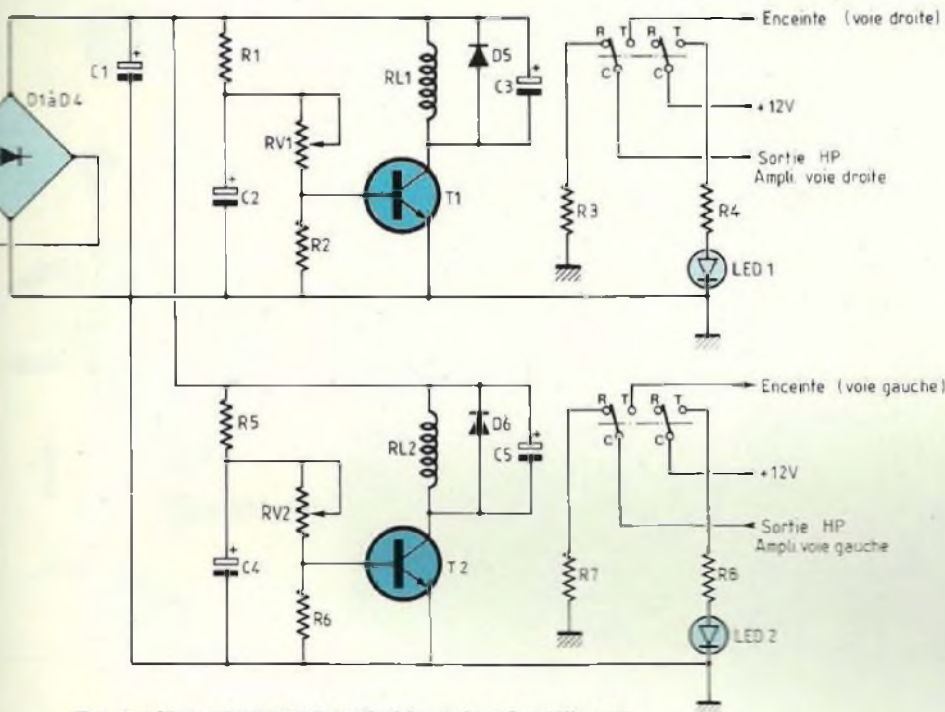 Enceinte (voie droite)
R T R T
R1
D5
C1
RL1
C3
D1àD4
C C
+12V
RV1
Sortie HP
Ampli. voie droite
C2
T1
R3
R4
R2
LED 1
Enceinte (voie gauche)
R T R T
R5
D6
RL2
C5
C C
+12V
RV2
Sortie HP
Ampli. voie gauche
C4
T2
R7
R8
R6
LED 2